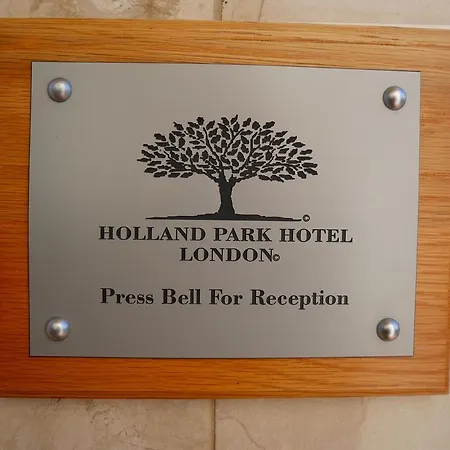 ©
HOLLAND PARK HOTEL
LONDON©
Press Bell For Reception